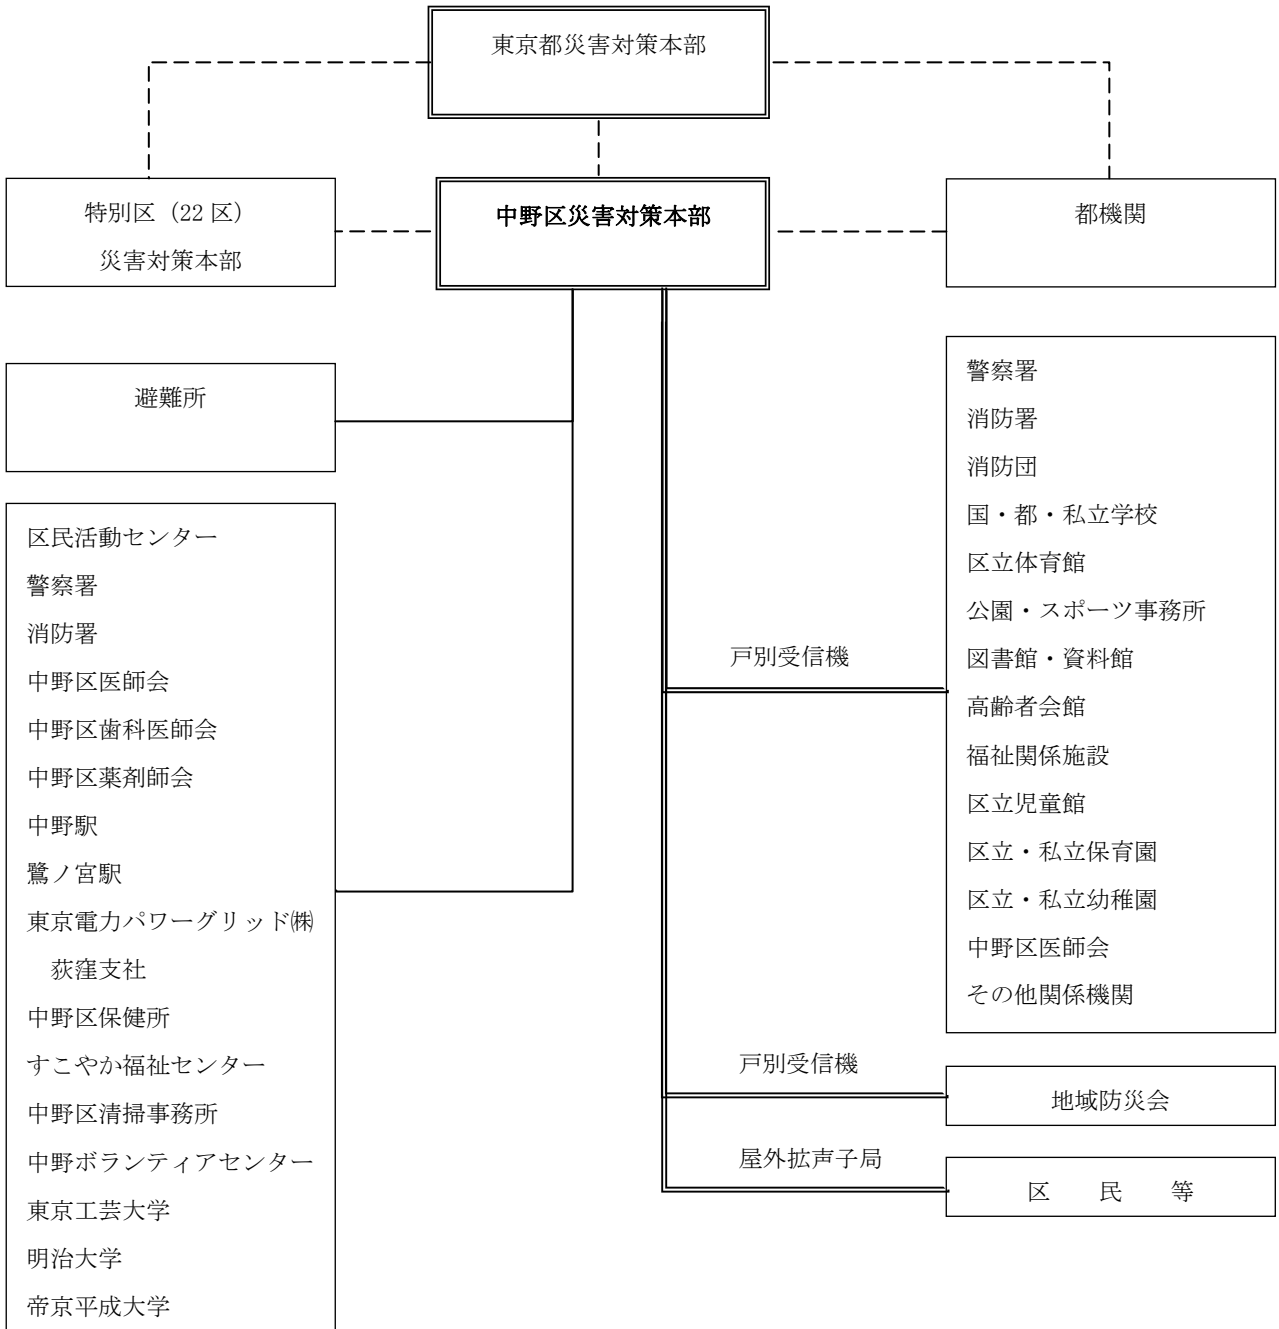 東京都災害対策本部
特別区（22 区）
災害対策本部
中野区災害対策本部
都機関
避難所
区民活動センター
警察署
消防署
中野区医師会
中野区歯科医師会
中野区薬剤師会
中野駅
鷺ノ宮駅
東京電力パワーグリッド㈱
荻窪支社
中野区保健所
すこやか福祉センター
中野区清掃事務所
中野ボランティアセンター
東京工芸大学
明治大学
帝京平成大学
戸別受信機
警察署
消防署
消防団
国・都・私立学校
区立体育館
公園・スポーツ事務所
図書館・資料館
高齢者会館
福祉関係施設
区立児童館
区立・私立保育園
区立・私立幼稚園
中野区医師会
その他関係機関
戸別受信機
地域防災会
屋外拡声子局
区　民　等